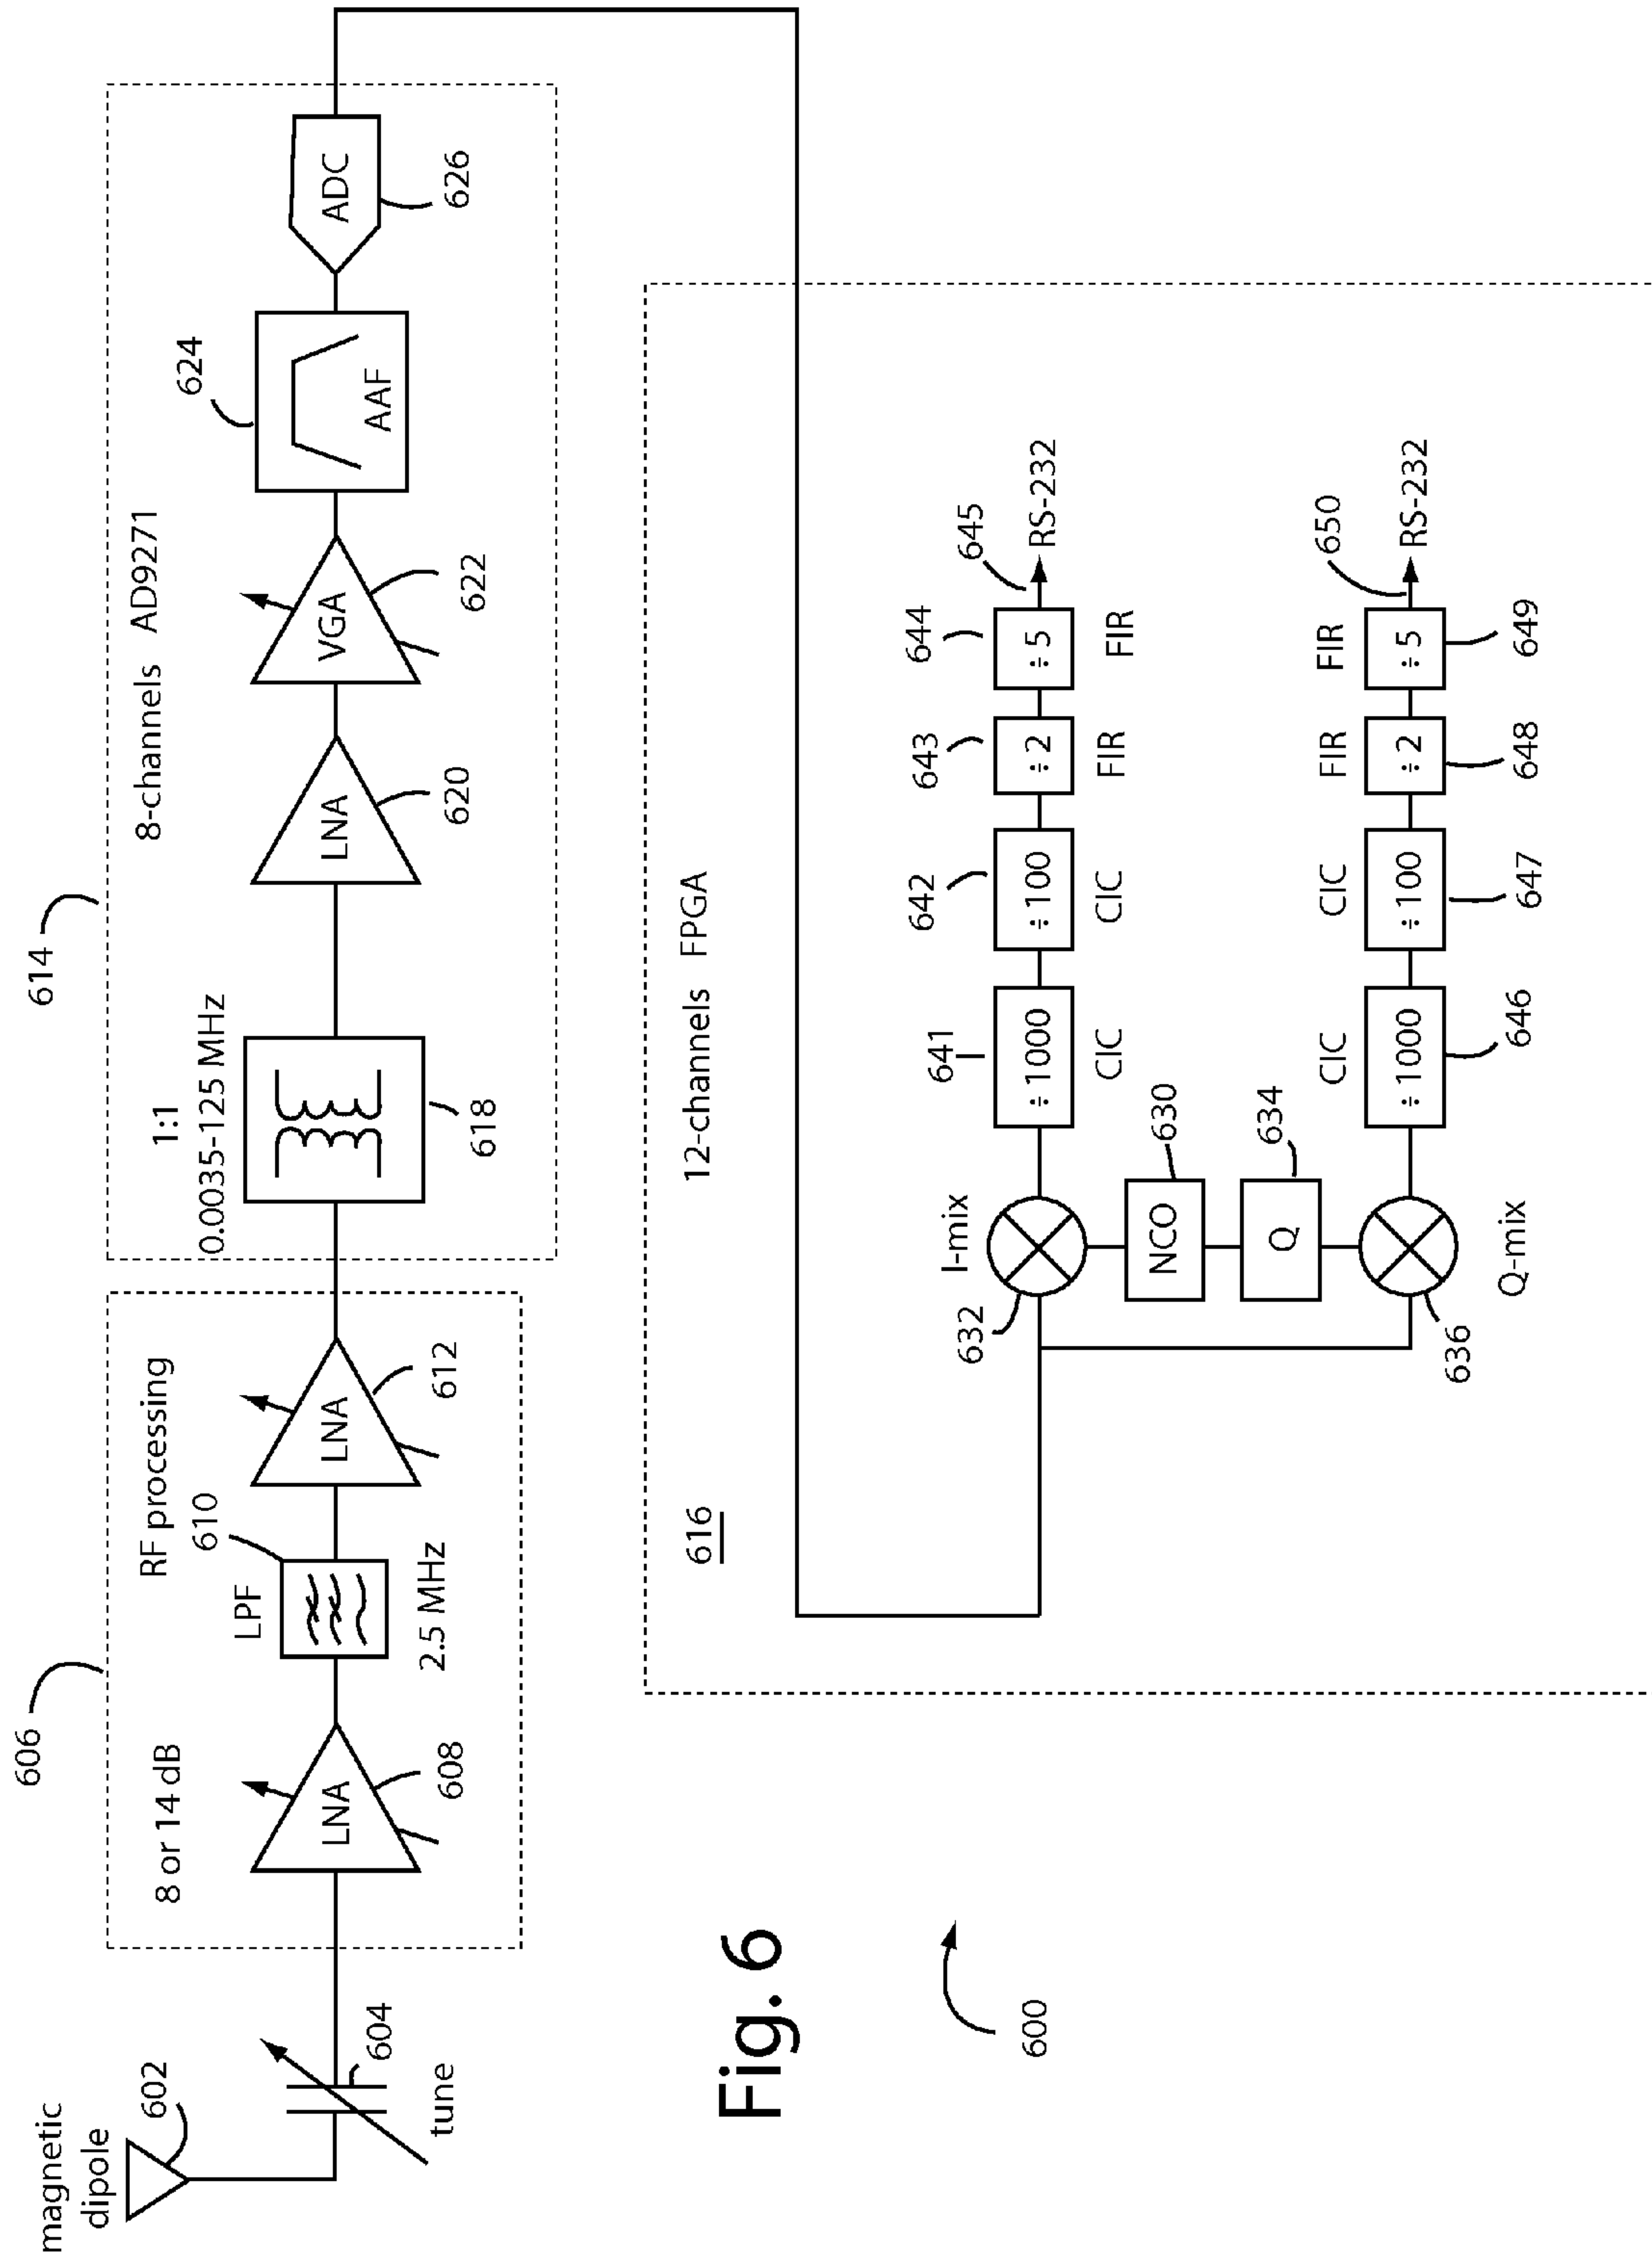 magnetic
dipole
602
604
tune
606
8 or 14 dB
RF processing
LNA
608
LPF
610
2.5 MHz
LNA
612
614
8-channels AD9271
1:1
0.0035-125 MHz
618
LNA
620
VGA
622
624
AAF
ADC
626
616
12-channels FPGA
I-mix
632
NCO
630
Q
634
636
Q-mix
641
÷1000
CIC
642
÷100
CIC
643
÷2
FIR
644
÷5
FIR
645
RS-232
CIC
÷1000
646
CIC
÷100
647
FIR
÷2
648
FIR
÷5
649
650
RS-232
Fig. 6
600